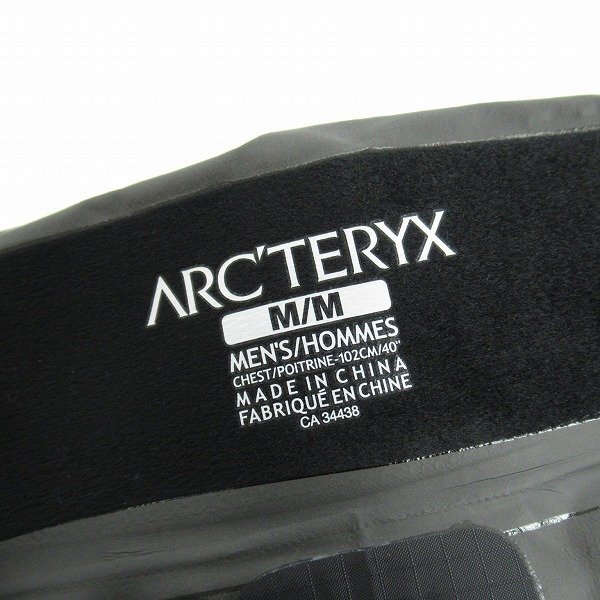 ARC'TERYX
M/M
MEN'S/HOMMES
CHEST/POITRINE-102CM/40"
MADE IN CHINA
FABRIQUÉ EN CHINE
CA 34438